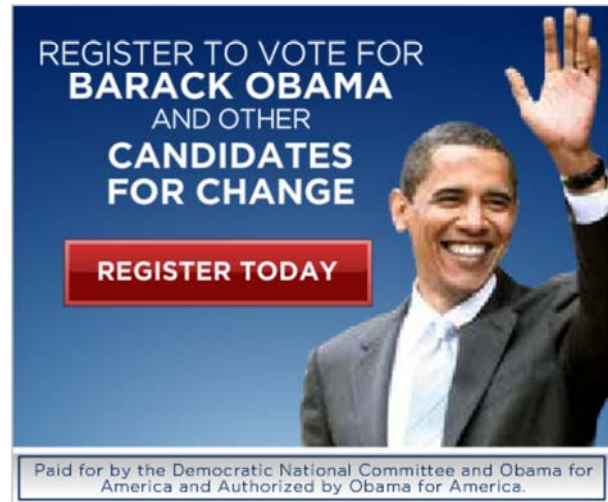 REGISTER TO VOTE FOR
BARACK OBAMA
AND OTHER
CANDIDATES
FOR CHANGE
REGISTER TODAY
Paid for by the Democratic National Committee and Obama for
America and Authorized by Obama for America.